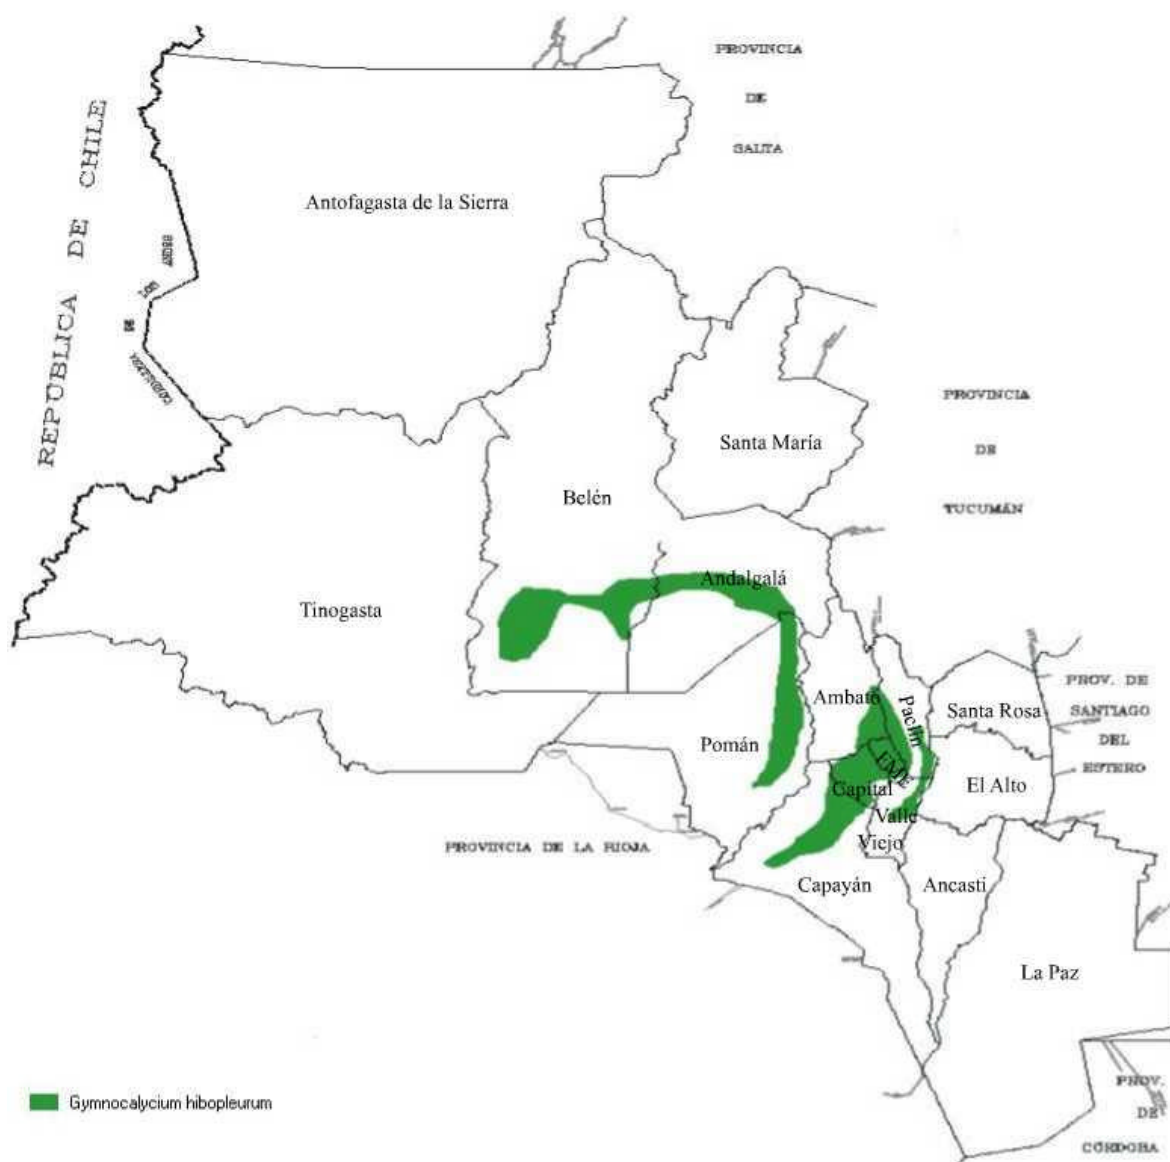 PROVINCIA
DE
SALTA
REPUBLICA DE CHILE
Antofagasta de la Sierra
PROVINCIA
DE
TUCUMÁN
Santa María
Belén
Andalgalá
Tinogasta
Ambato
Paclín
Santa Rosa
PROV. DE
SANTIAGO
DEL
ESTERO
Pomán
FME
El Alto
Capital
Valle
Viejo
PROVINCIA DE LA RIOJA
Capayán
Ancasti
La Paz
PROV.
DE
CÓRDOBA
Gymnocalycium hibopleurum